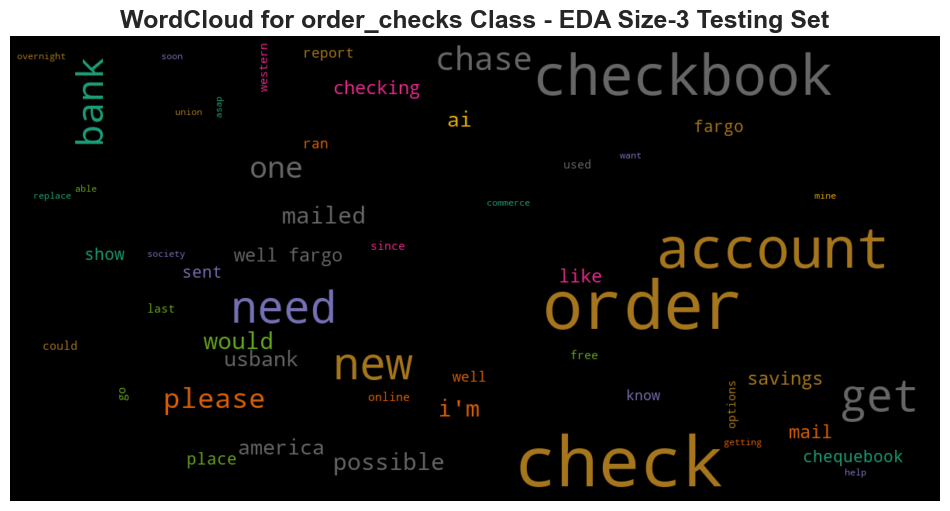 WordCloud for order_checks Class - EDA Size-3 Testing Set
overnight
soon
western
report
chase
checkbook
bank
checking
asap
union
ai
fargo
ran
one
used
want
able
replace
commerce
mine
mailed
show
society
well fargo
since
account
sent
like
need
order
last
would
could
usbank
new
free
go
please
online
well
i'm
know
options
savings
get
mail
getting
america
place
possible
check
chequebook
help